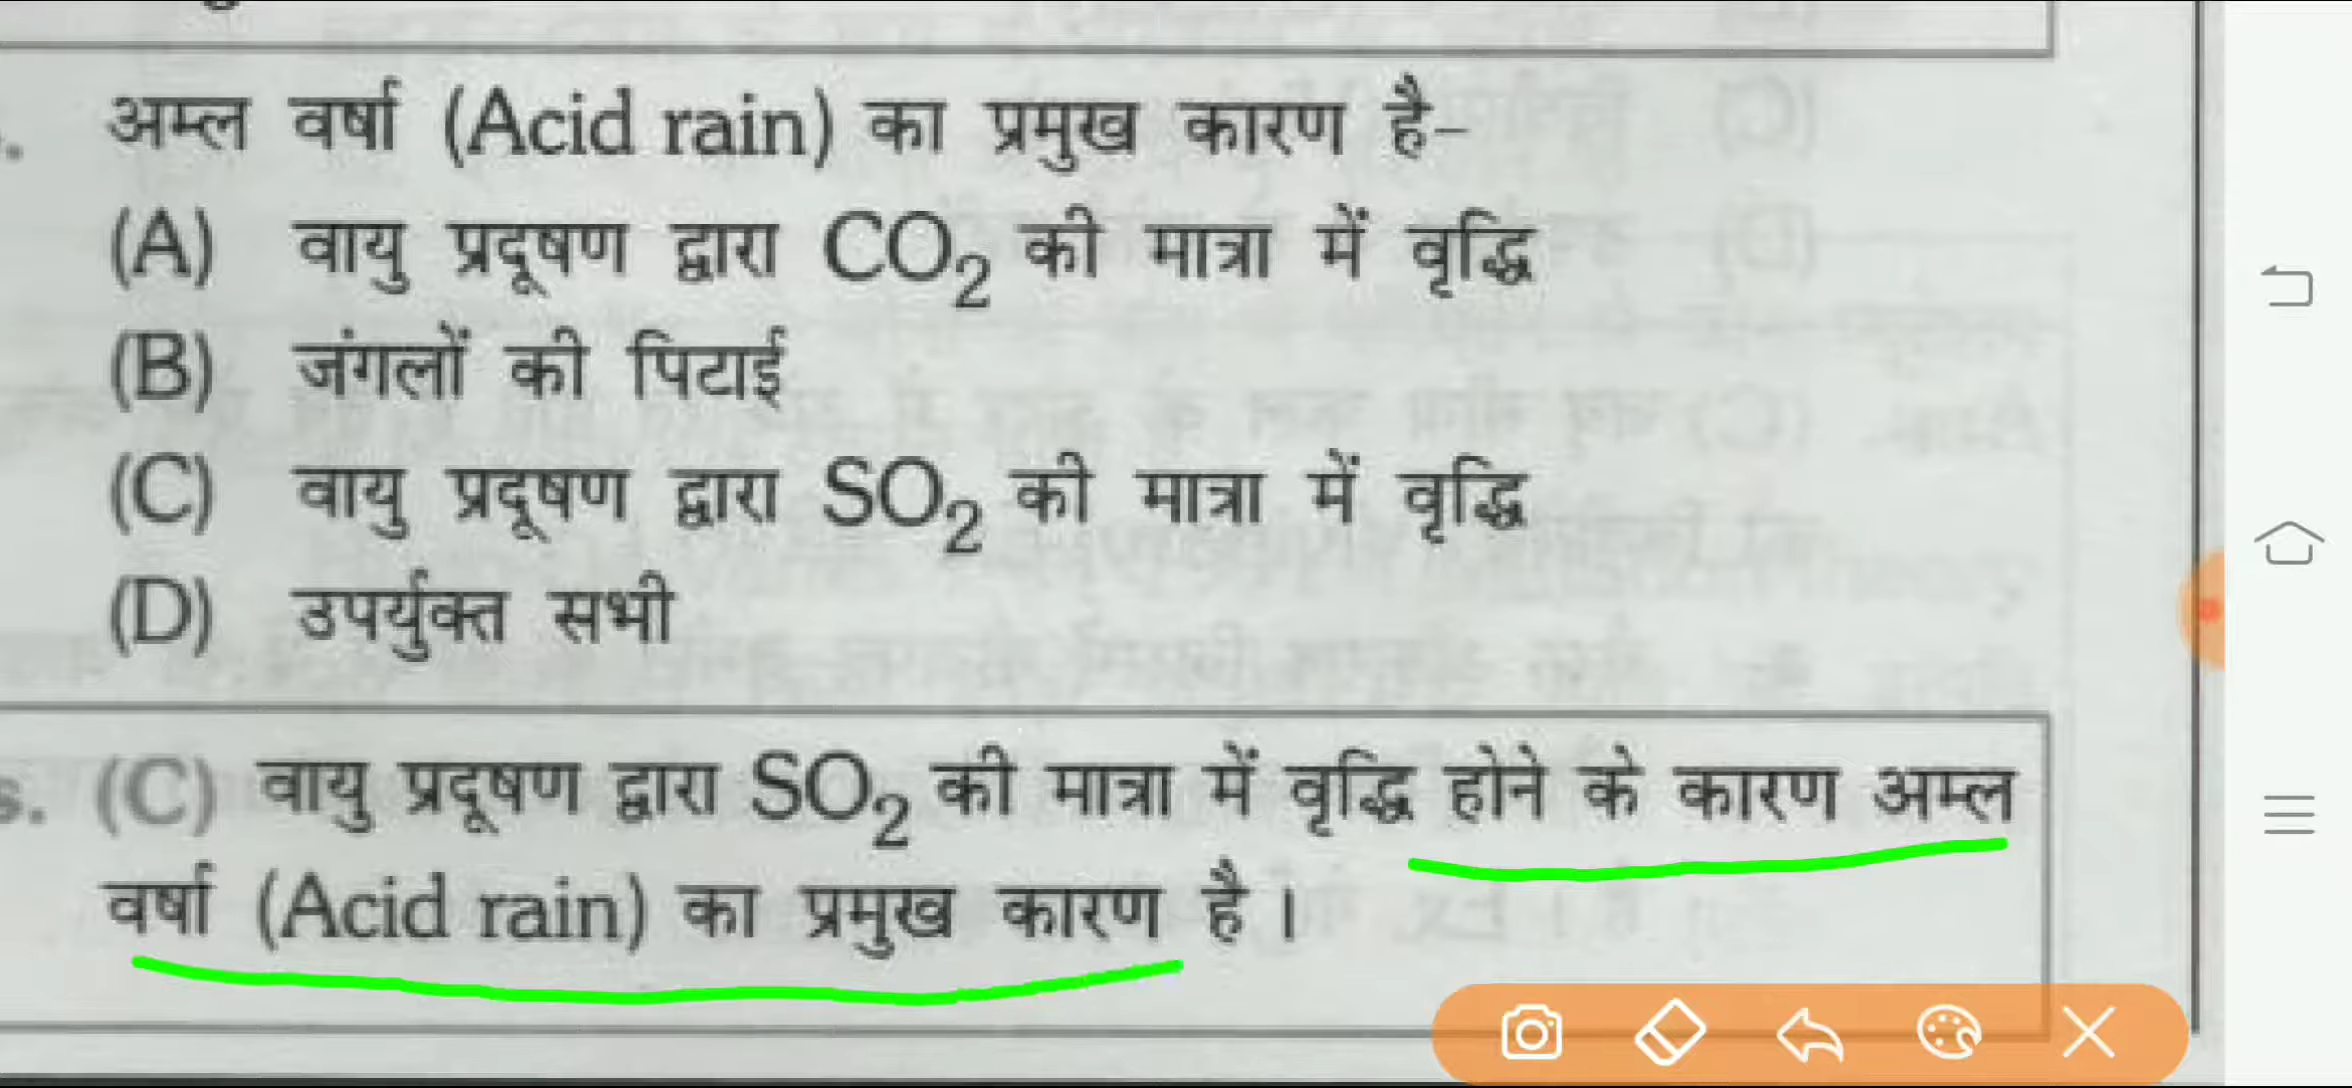 अम्ल वर्षा (Acid rain) का प्रमुख कारण है–
(A) वायु प्रदूषण द्वारा CO₂ की मात्रा में वृद्धि
(B) जंगलों की पिटाई
(C) वायु प्रदूषण द्वारा SO₂ की मात्रा में वृद्धि
(D) उपर्युक्त सभी
s. (C) वायु प्रदूषण द्वारा SO₂ की मात्रा में वृद्धि होने के कारण अम्ल
वर्षा (Acid rain) का प्रमुख कारण है।